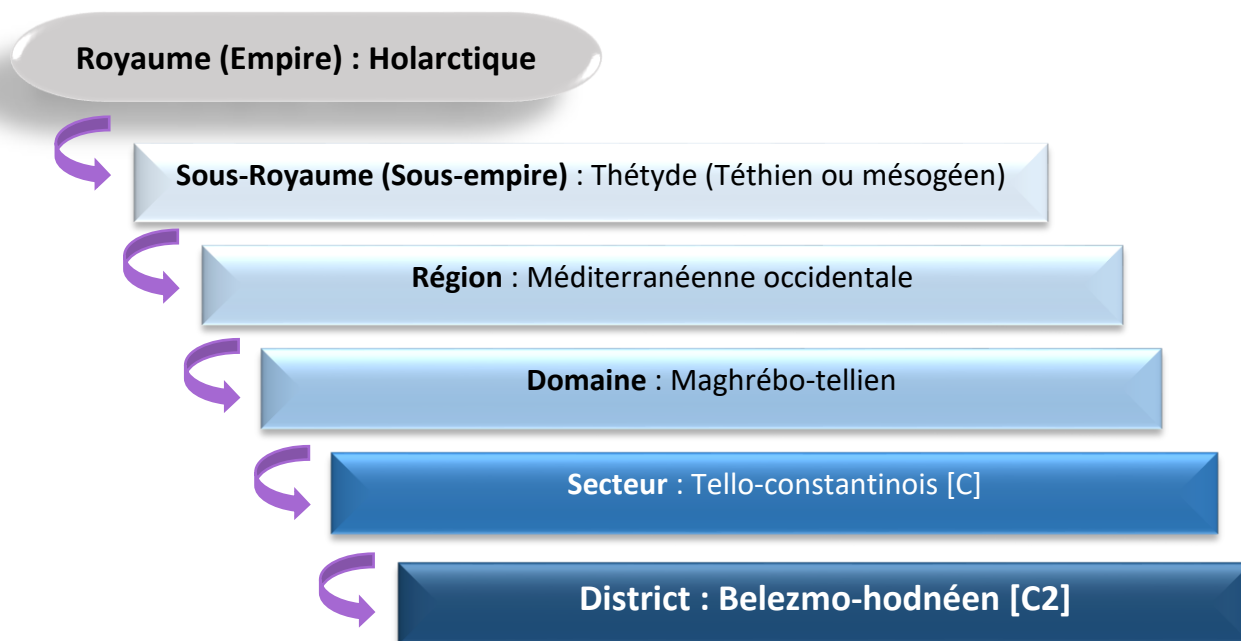 Royaume (Empire) : Holarctique
Sous-Royaume (Sous-empire) : Thétyde (Téthien ou mésogéen)
Région : Méditerranéenne occidentale
Domaine : Maghrébo-tellien
Secteur : Tello-constantinois [C]
District : Belezmo-hodnéen [C2]